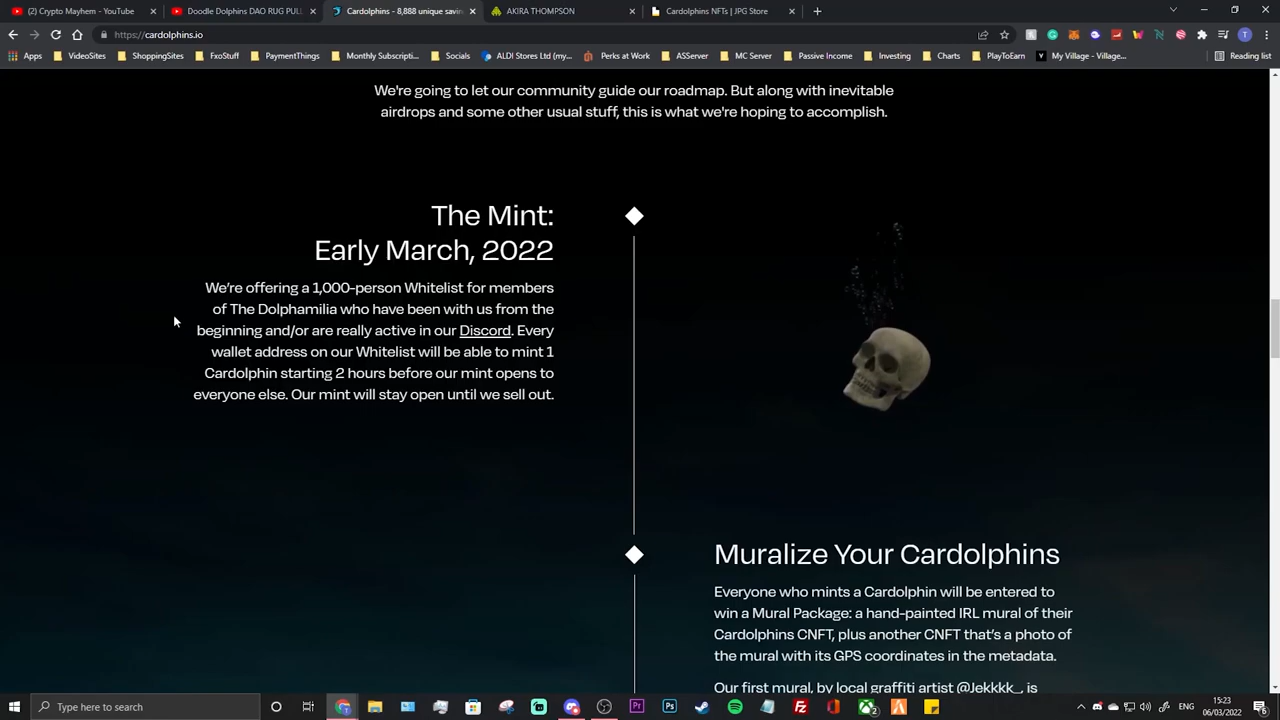 (2) Crypto Mayhem - YouTube
Doodle Dolphins DAO RUG PULL
Cardolphins - 8,888 unique savin
AKIRA THOMPSON
Cardolphins NFTs | JPG Store
https://cardolphins.io
Apps
VideoSites
ShoppingSites
FxoStuff
PaymentThings
Monthly Subscripti...
Socials
ALDI Stores Ltd (my...
Perks at Work
ASServer
MC Server
Passive Income
Investing
Charts
PlayToEarn
My Village - Village...
Reading list
We're going to let our community guide our roadmap. But along with inevitable
airdrops and some other usual stuff, this is what we're hoping to accomplish.
The Mint:
Early March, 2022
We're offering a 1,000-person Whitelist for members
of The Dolphamilia who have been with us from the
beginning and/or are really active in our Discord. Every
wallet address on our Whitelist will be able to mint 1
Cardolphin starting 2 hours before our mint opens to
everyone else. Our mint will stay open until we sell out.
Muralize Your Cardolphins
Everyone who mints a Cardolphin will be entered to
win a Mural Package: a hand-painted IRL mural of their
Cardolphins CNFT, plus another CNFT that's a photo of
the mural with its GPS coordinates in the metadata.
Our first mural, by local graffiti artist @Jekkkk_, is
Type here to search
ENG
15:23
06/03/2022